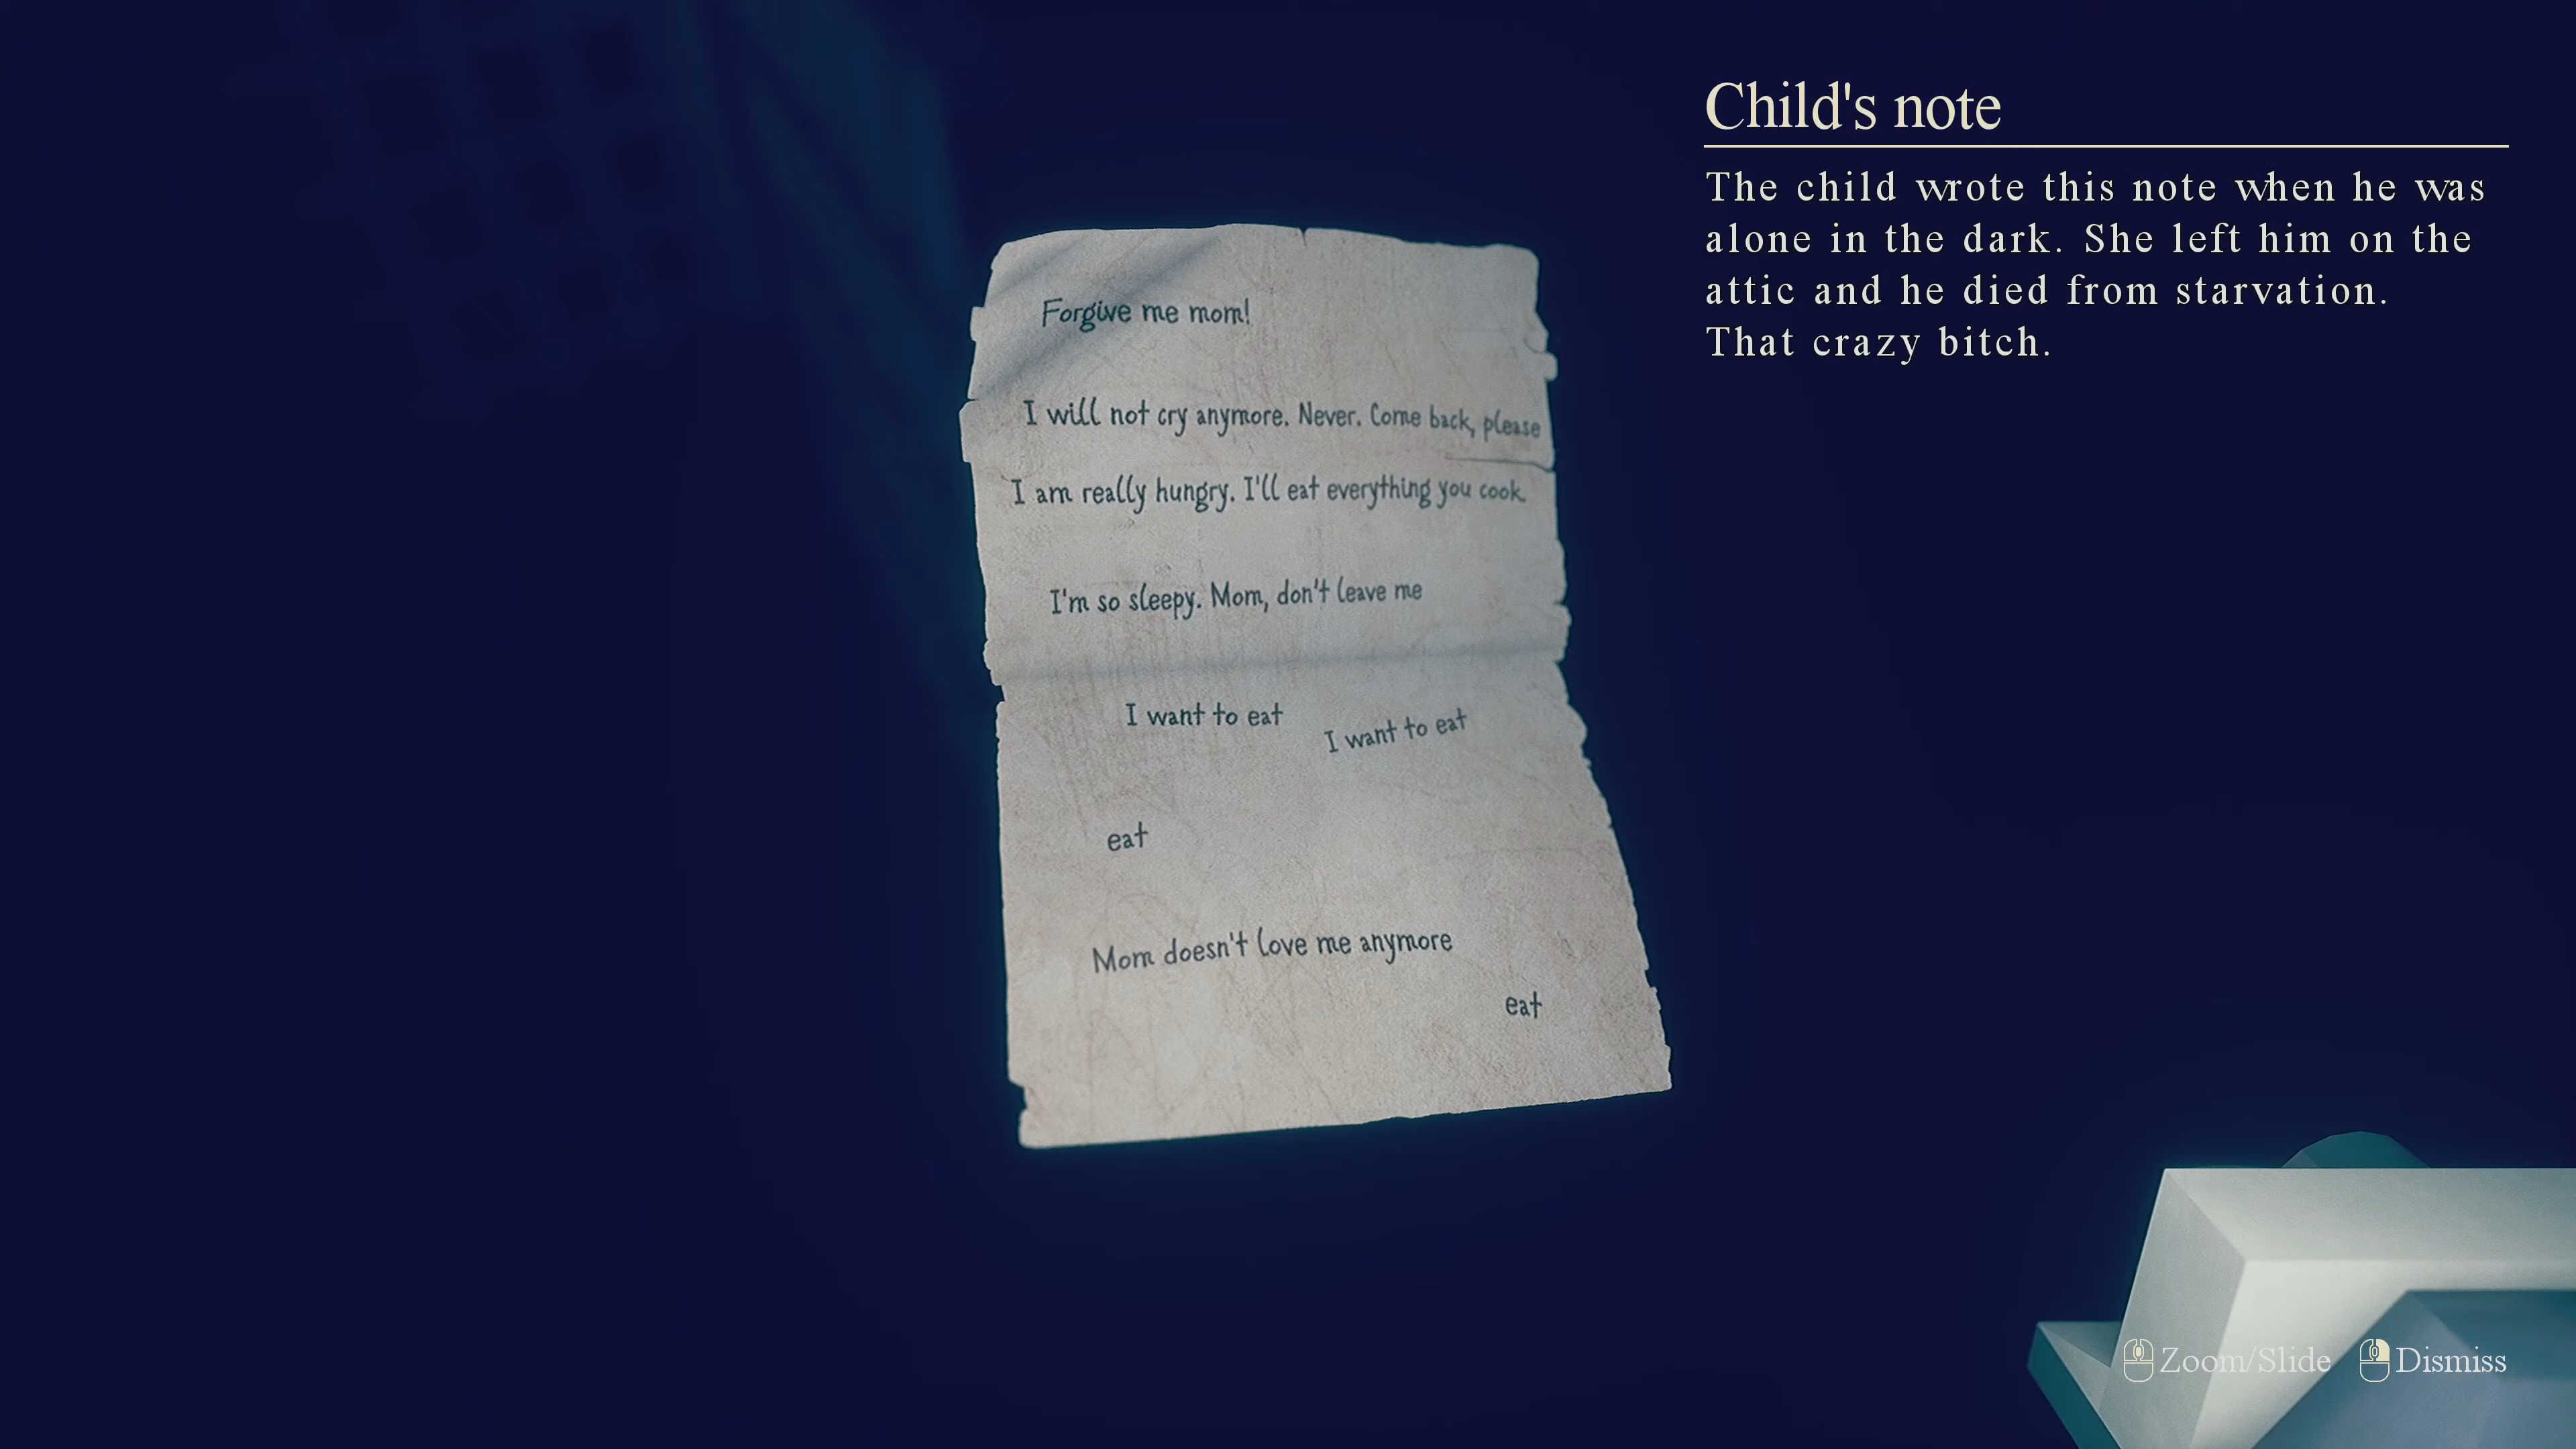 Child's note
The child wrote this note when he was
alone in the dark. She left him on the
attic and he died from starvation.
That crazy bitch.
Forgive me mom!
I will not cry anymore. Never. Come back, please
I am really hungry. I'll eat everything you cook.
I'm so sleepy. Mom, don't leave me
I want to eat
I want to eat
eat
Mom doesn't love me anymore
eat
Zoom/Slide
Dismiss